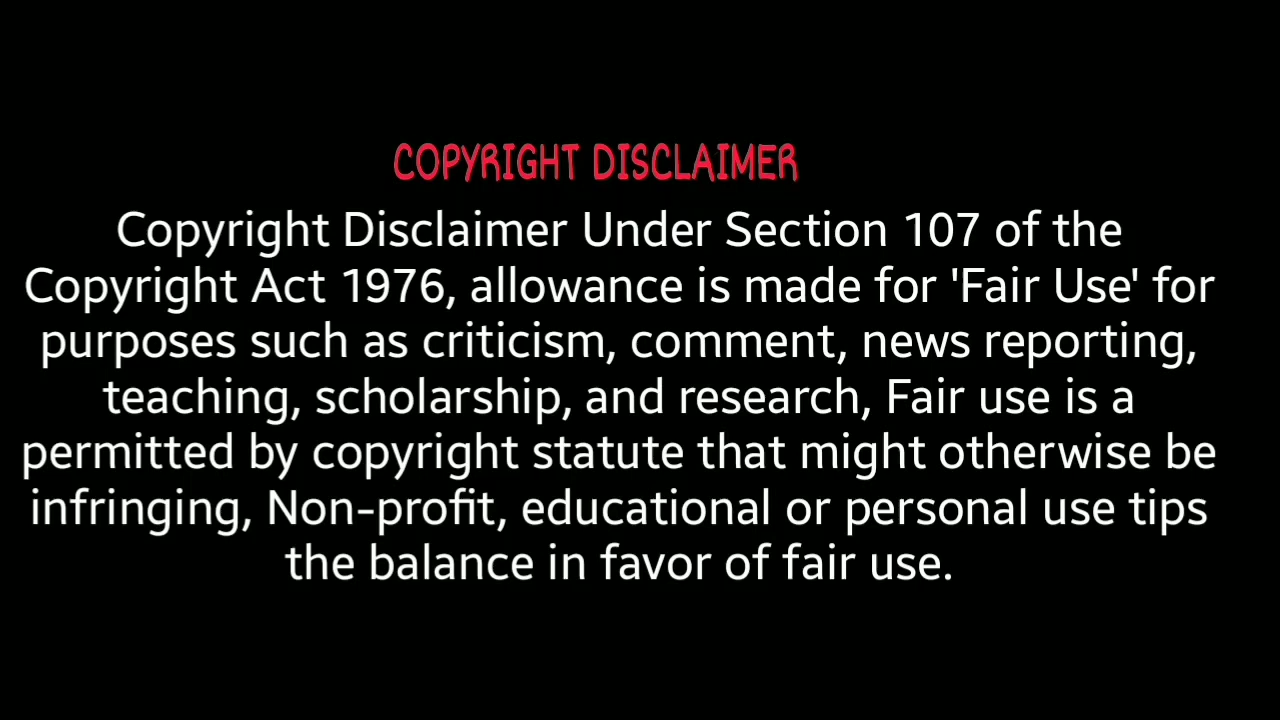 COPYRIGHT DISCLAIMER
Copyright Disclaimer Under Section 107 of the
Copyright Act 1976, allowance is made for 'Fair Use' for
purposes such as criticism, comment, news reporting,
teaching, scholarship, and research, Fair use is a
permitted by copyright statute that might otherwise be
infringing, Non-profit, educational or personal use tips
the balance in favor of fair use.